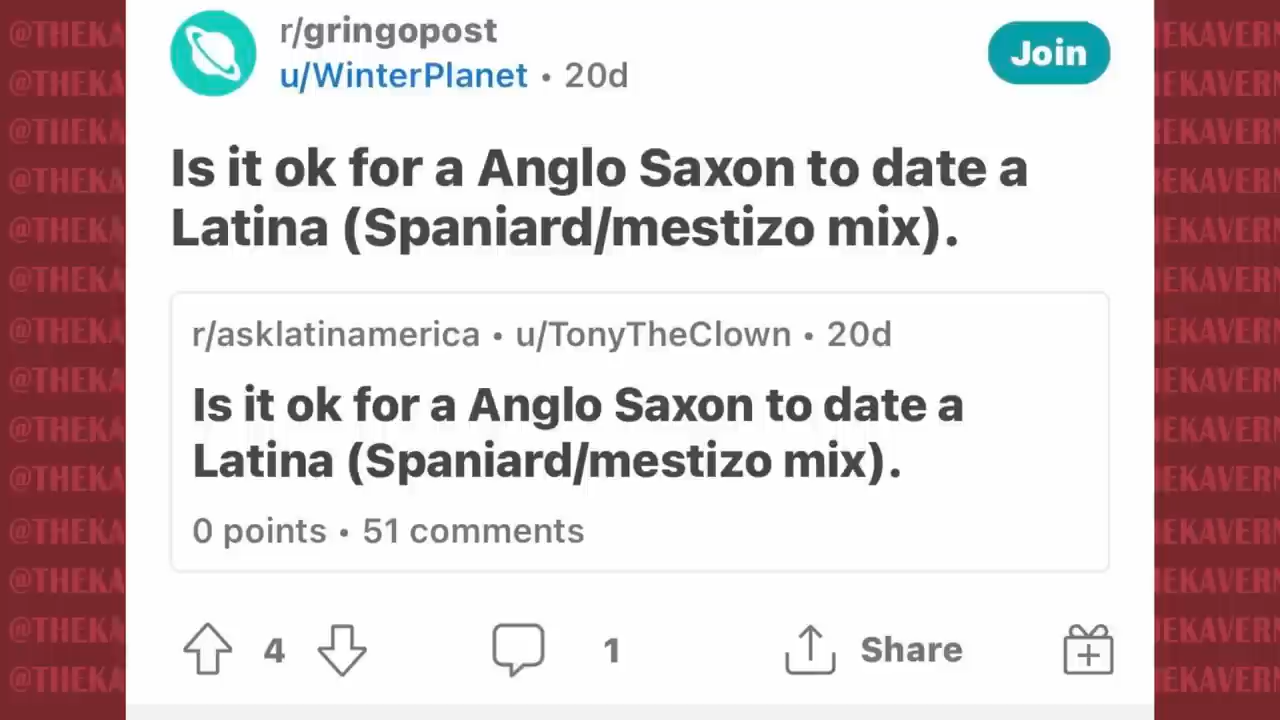 r/gringopost
u/WinterPlanet • 20d
Join
Is it ok for a Anglo Saxon to date a
Latina (Spaniard/mestizo mix).
r/asklatinamerica • u/TonyTheClown • 20d
Is it ok for a Anglo Saxon to date a
Latina (Spaniard/mestizo mix).
0 points • 51 comments
4
1
Share